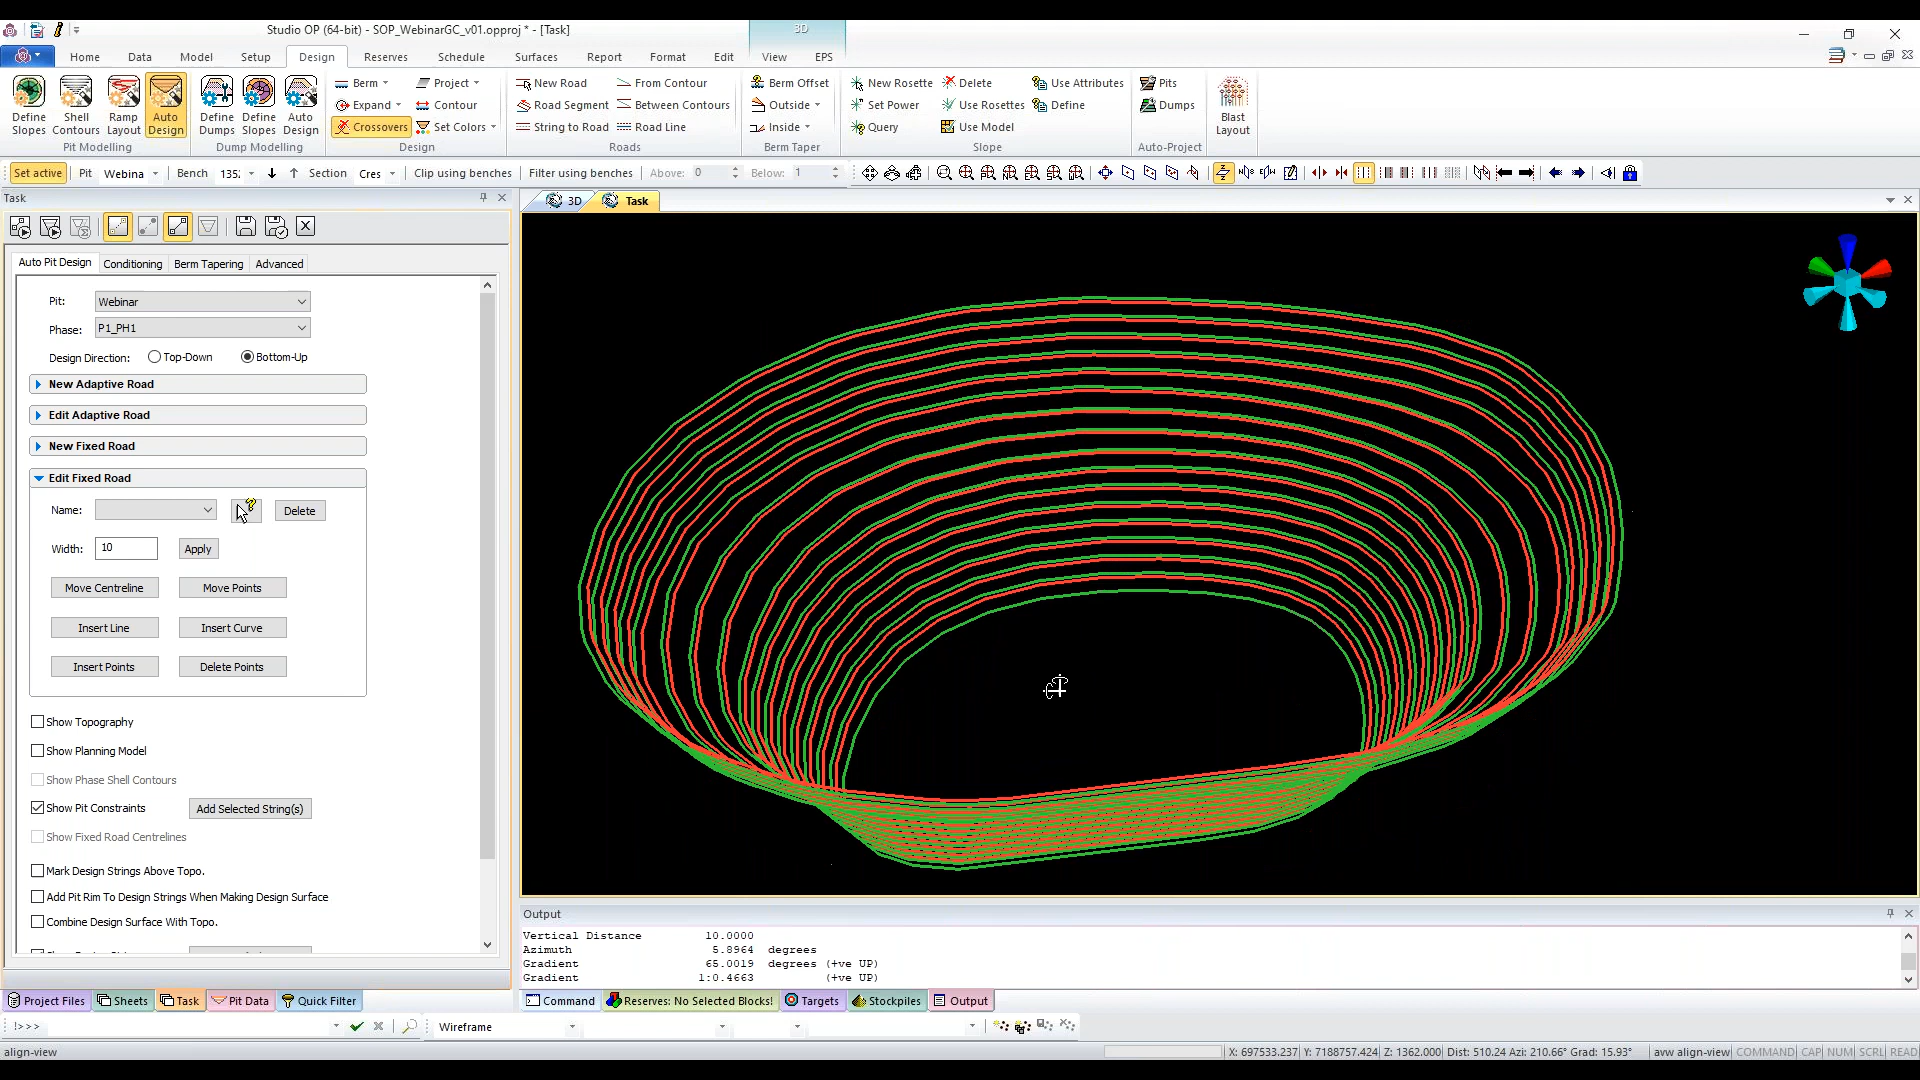 Studio OP (64-bit) - SOP_WebinarGC_v01.opproj * - [Task]
3D
Home Data Model Setup Design Reserves Schedule Surfaces Report Format Edit View EPS
Define Slopes
Shell Contours
Ramp Layout
Auto Design
Pit Modelling
Define Dumps
Define Slopes
Auto Design
Dump Modelling
Berm Project
Expand Contour
Crossovers Set Colors
Design
New Road From Contour
Road Segment Between Contours
String to Road Road Line
Roads
Berm Offset
Outside
Inside
Berm Taper
New Rosette Delete Use Attributes
Set Power Use Rosettes Define
Query Use Model
Slope
Pits
Dumps
Auto-Project
Blast Layout
Set active Pit Webina Bench 135: Section Cres Clip using benches Filter using benches Above: 0 Below: 1
Task
3D Task
Auto Pit Design Conditioning Berm Tapering Advanced
Pit: Webinar
Phase: P1_PH1
Design Direction: Top-Down Bottom-Up
New Adaptive Road
Edit Adaptive Road
New Fixed Road
Edit Fixed Road
Name: Delete
Width: 10 Apply
Move Centreline Move Points
Insert Line Insert Curve
Insert Points Delete Points
Show Topography
Show Planning Model
Show Phase Shell Contours
Show Pit Constraints Add Selected String(s)
Show Fixed Road Centrelines
Mark Design Strings Above Topo.
Add Pit Rim To Design Strings When Making Design Surface
Combine Design Surface With Topo.
Output
Vertical Distance 10.0000
Azimuth 5.8964 degrees
Gradient 65.0019 degrees (+ve UP)
Gradient 1:0.4663 (+ve UP)
Project Files Sheets Task Pit Data Quick Filter
Command Reserves: No Selected Blocks! Targets Stockpiles Output
!>>> Wireframe
align-view X: 697533.237 Y: 7188757.424 Z: 1362.000 Dist: 510.24 Azi: 210.66° Grad: 15.93° avw align-view COMMAND CAP NUM SCRL READ